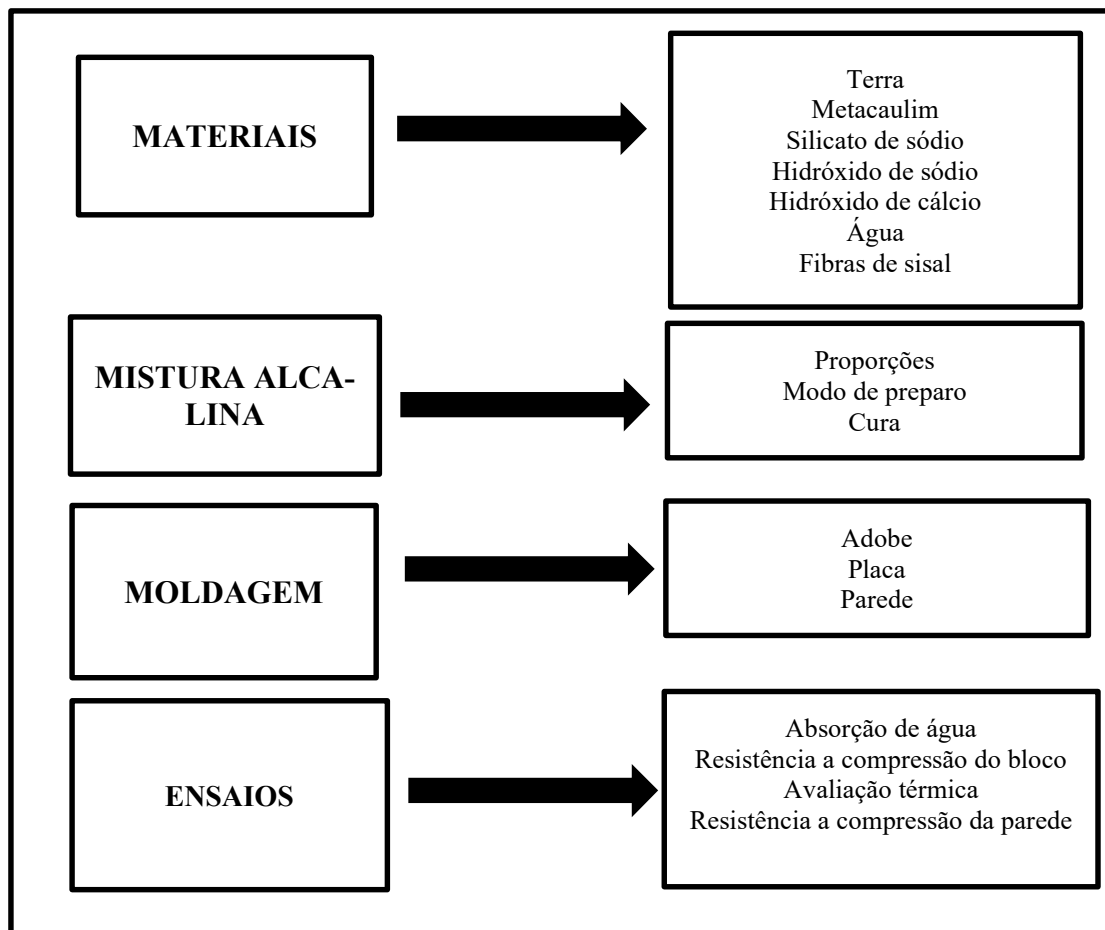 MATERIAIS
Terra
Metacaulim
Silicato de sódio
Hidróxido de sódio
Hidróxido de cálcio
Água
Fibras de sisal
MISTURA ALCA-
LINA
Proporções
Modo de preparo
Cura
MOLDAGEM
Adobe
Placa
Parede
ENSAIOS
Absorção de água
Resistência a compressão do bloco
Avaliação térmica
Resistência a compressão da parede